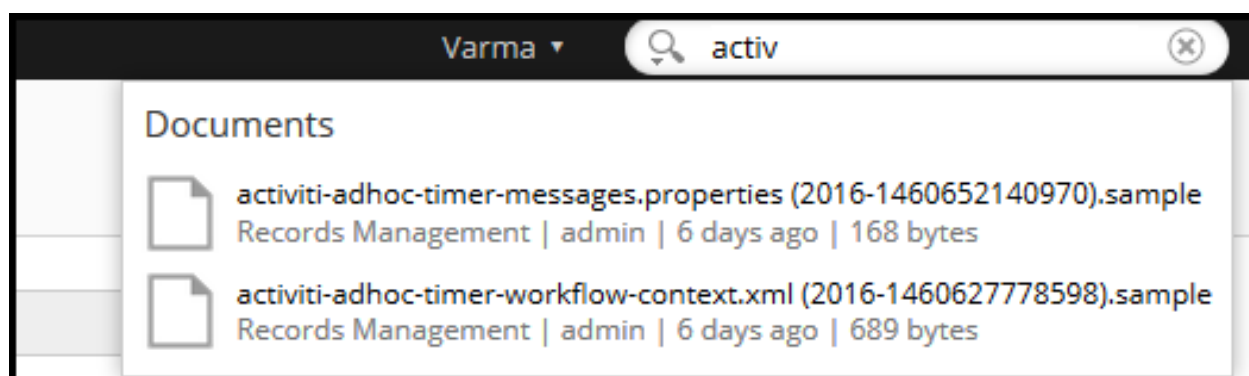 Varma activ
Documents
activiti-adhoc-timer-messages.properties (2016-1460652140970).sample
Records Management | admin | 6 days ago | 168 bytes
activiti-adhoc-timer-workflow-context.xml (2016-1460627778598).sample
Records Management | admin | 6 days ago | 689 bytes